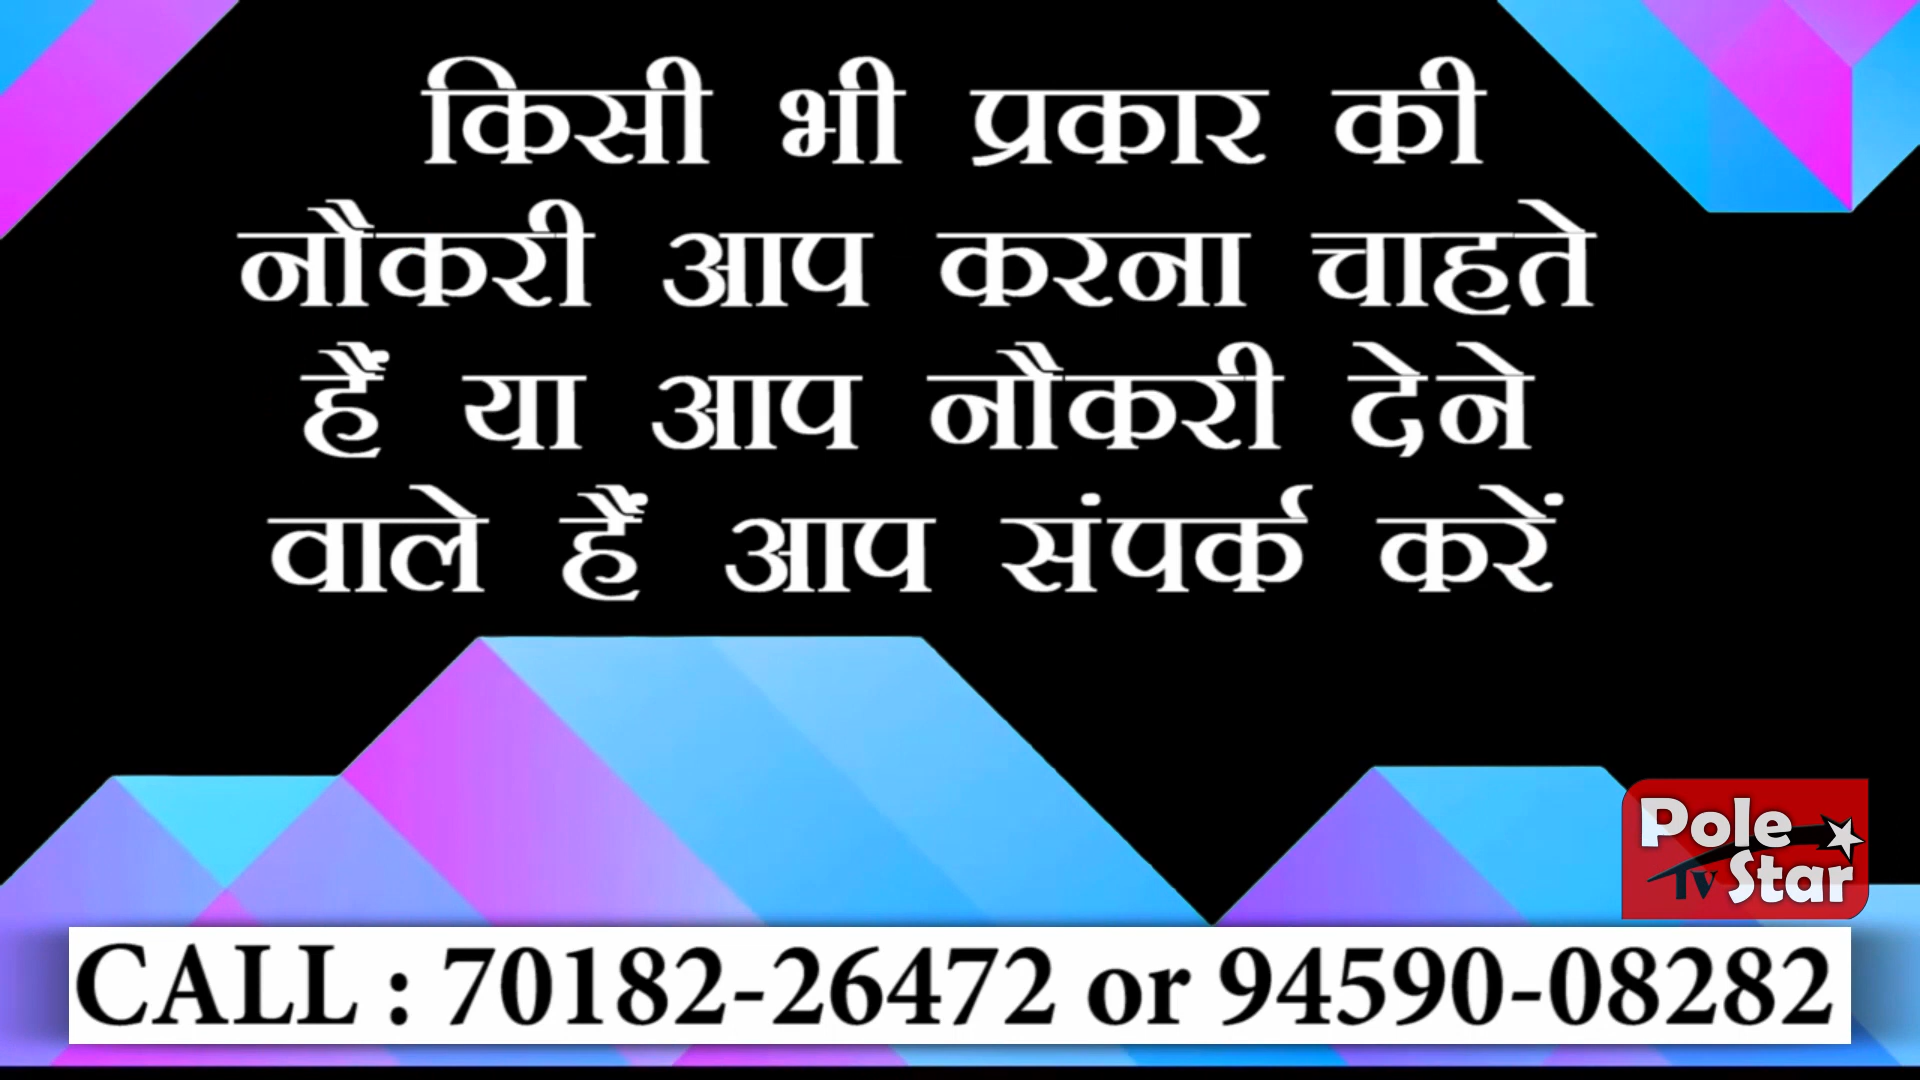 किसी भी प्रकार की
नौकरी आप करना चाहते
हैं या आप नौकरी देने
वाले हैं आप संपर्क करें
Pole
Tv Star
CALL : 70182-26472 or 94590-08282